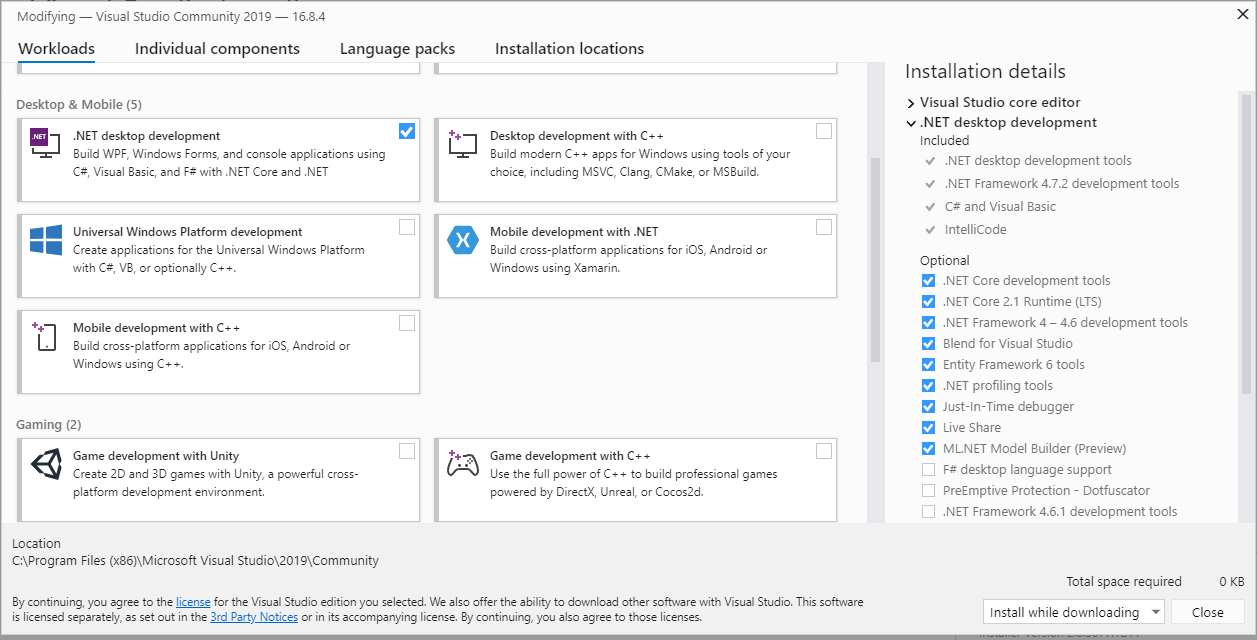 Modifying — Visual Studio Community 2019 — 16.8.4
Workloads
Individual components
Language packs
Installation locations
Desktop & Mobile (5)
.NET
.NET desktop development
Build WPF, Windows Forms, and console applications using
C#, Visual Basic, and F# with .NET Core and .NET
Desktop development with C++
Build modern C++ apps for Windows using tools of your
choice, including MSVC, Clang, CMake, or MSBuild.
Universal Windows Platform development
Create applications for the Universal Windows Platform
with C#, VB, or optionally C++.
Mobile development with .NET
Build cross-platform applications for iOS, Android or
Windows using Xamarin.
Mobile development with C++
Build cross-platform applications for iOS, Android or
Windows using C++.
Gaming (2)
Game development with Unity
Create 2D and 3D games with Unity, a powerful cross-
platform development environment.
Game development with C++
Use the full power of C++ to build professional games
powered by DirectX, Unreal, or Cocos2d.
Installation details
Visual Studio core editor
.NET desktop development
Included
.NET desktop development tools
.NET Framework 4.7.2 development tools
C# and Visual Basic
IntelliCode
Optional
.NET Core development tools
.NET Core 2.1 Runtime (LTS)
.NET Framework 4 – 4.6 development tools
Blend for Visual Studio
Entity Framework 6 tools
.NET profiling tools
Just-In-Time debugger
Live Share
ML.NET Model Builder (Preview)
F# desktop language support
PreEmptive Protection - Dotfuscator
.NET Framework 4.6.1 development tools
Location
C:\Program Files (x86)\Microsoft Visual Studio\2019\Community
Total space required 0 KB
By continuing, you agree to the license for the Visual Studio edition you selected. We also offer the ability to download other software with Visual Studio. This software
is licensed separately, as set out in the 3rd Party Notices or in its accompanying license. By continuing, you also agree to those licenses.
Install while downloading
Close